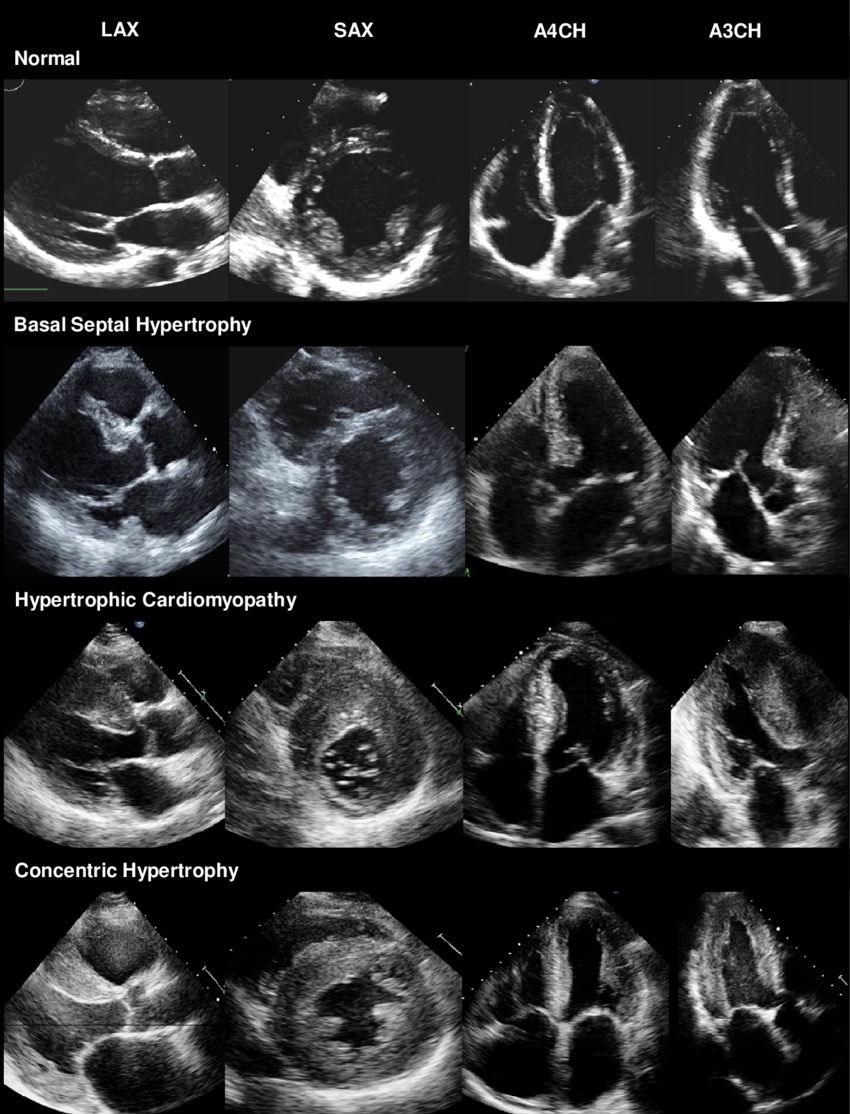 LAX SAX A4CH A3CH
Normal
Basal Septal Hypertrophy
Hypertrophic Cardiomyopathy
Concentric Hypertrophy